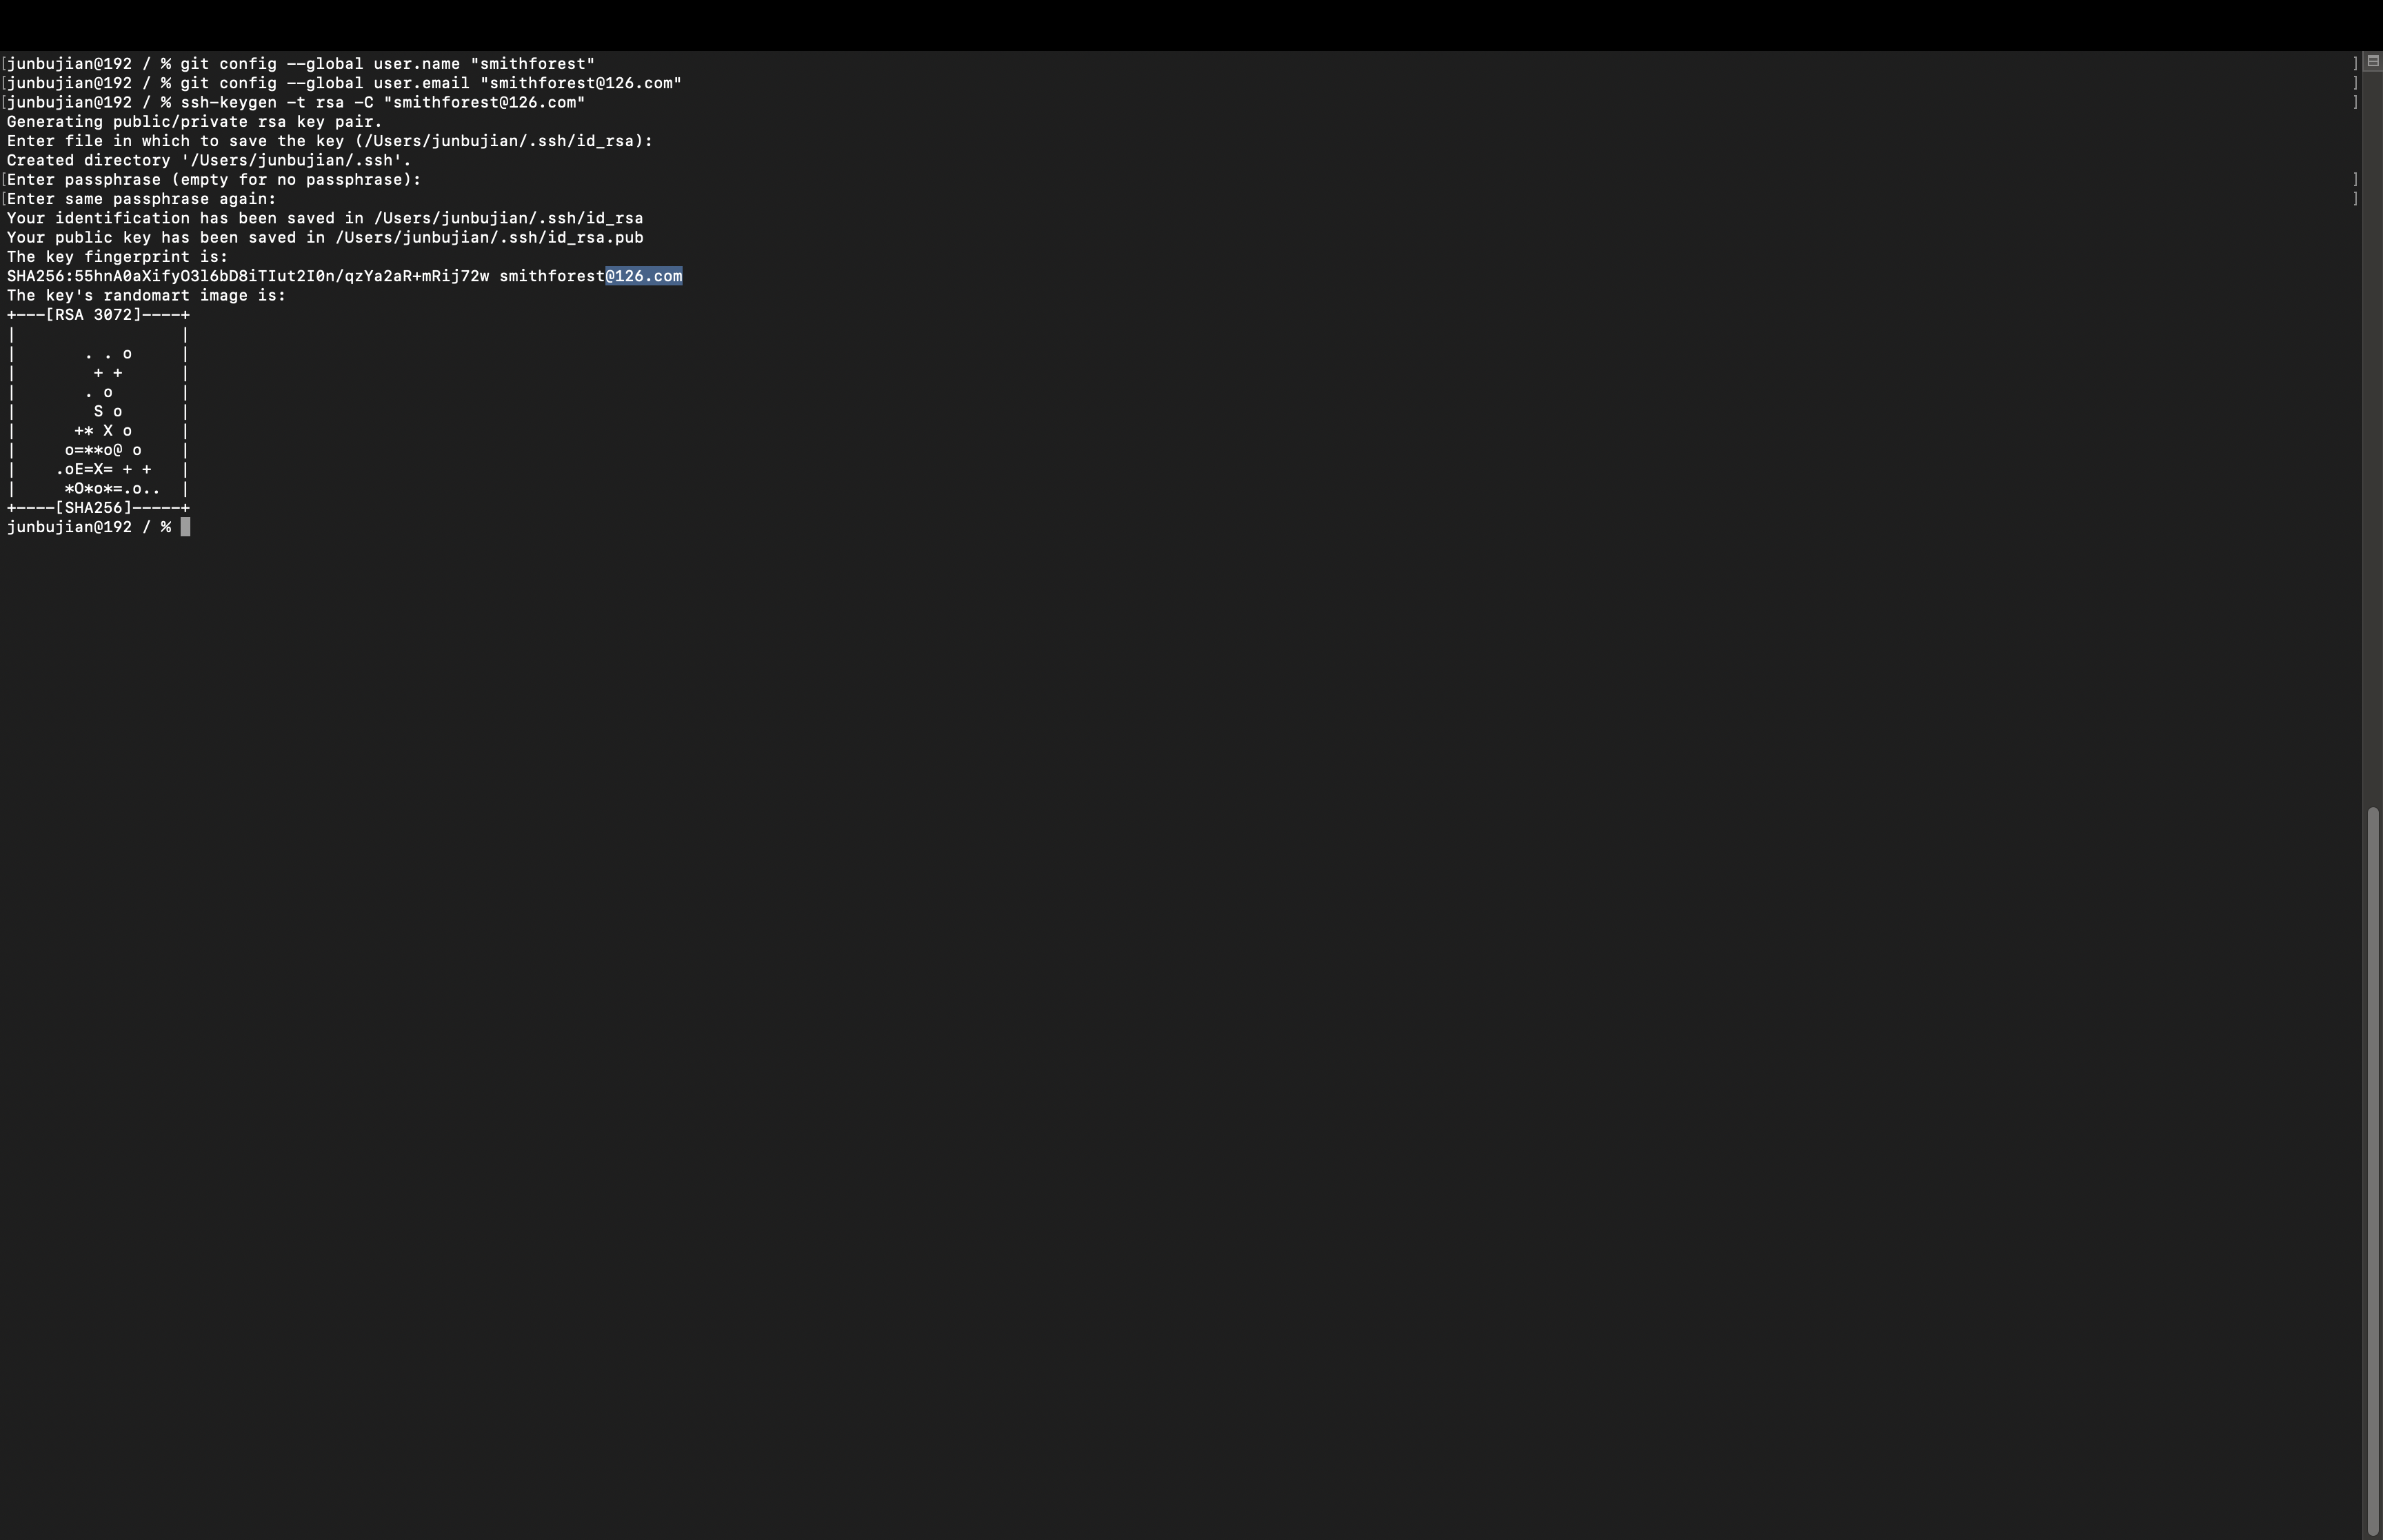 [junbujian@192 / % git config --global user.name "smithforest" ]
[junbujian@192 / % git config --global user.email "smithforest@126.com" ]
[junbujian@192 / % ssh-keygen -t rsa -C "smithforest@126.com" ]
Generating public/private rsa key pair.
Enter file in which to save the key (/Users/junbujian/.ssh/id_rsa):
Created directory '/Users/junbujian/.ssh'.
[Enter passphrase (empty for no passphrase): ]
[Enter same passphrase again: ]
Your identification has been saved in /Users/junbujian/.ssh/id_rsa
Your public key has been saved in /Users/junbujian/.ssh/id_rsa.pub
The key fingerprint is:
SHA256:55hnA0aXifyO3l6bD8iTIut2I0n/qzYa2aR+mRij72w smithforest@126.com
The key's randomart image is:
+---[RSA 3072]----+
|                 |
|       . . o     |
|        + +      |
|       . o       |
|        S o      |
|      +* X o     |
|     o=**o@ o    |
|    .oE=X= + +   |
|     *O*o*=.o..  |
+----[SHA256]-----+
junbujian@192 / %